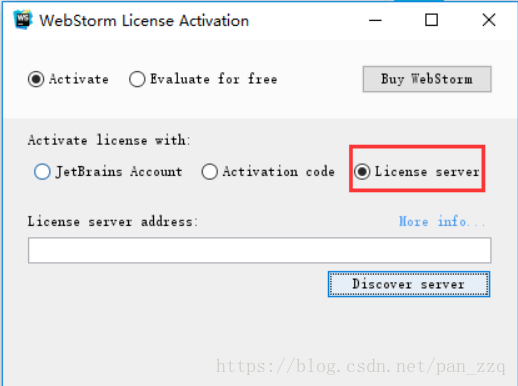 WS
WebStorm License Activation
Activate Evaluate for free Buy WebStorm
Activate license with:
JetBrains Account Activation code License server
License server address: More info...
Discover server
https://blog.csdn.net/pan_zzq